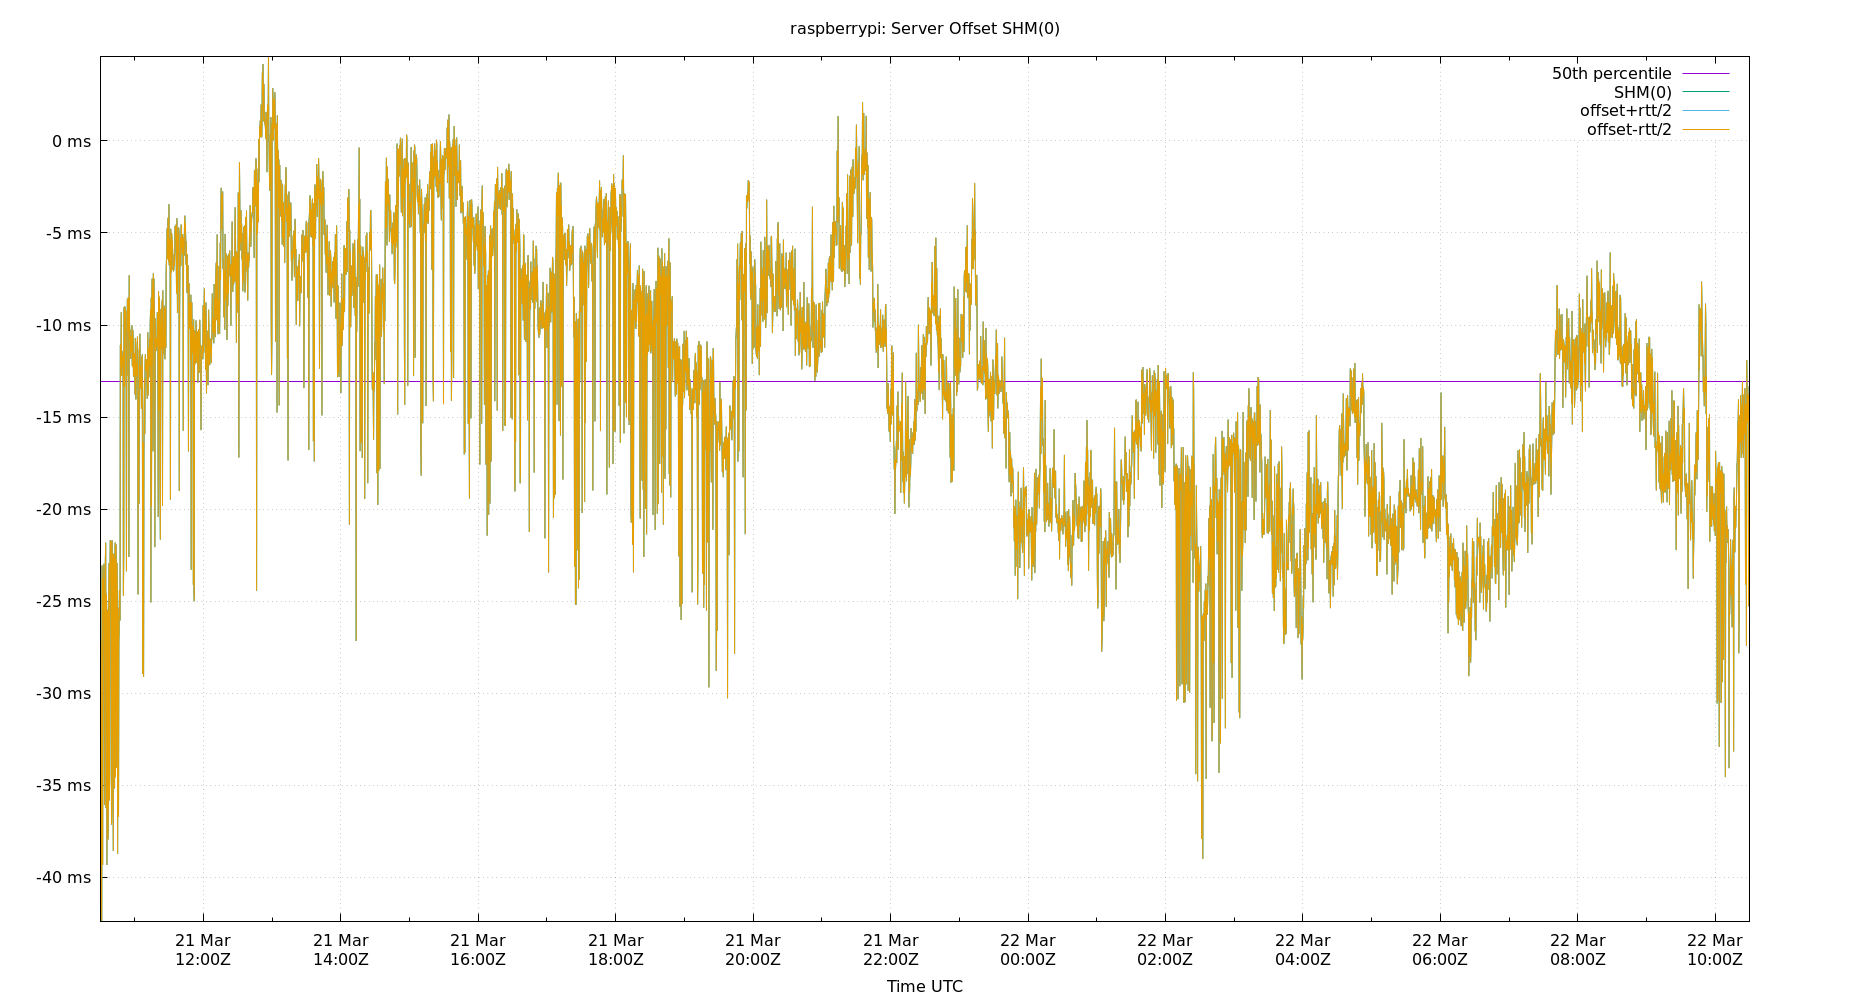 raspberrypi: Server Offset SHM(0)
50th percentile
SHM(0)
offset+rtt/2
offset-rtt/2
0 ms
-5 ms
-10 ms
-15 ms
-20 ms
-25 ms
-30 ms
-35 ms
-40 ms
21 Mar 21 Mar 21 Mar 21 Mar 21 Mar 21 Mar 22 Mar 22 Mar 22 Mar 22 Mar 22 Mar 22 Mar
12:00Z 14:00Z 16:00Z 18:00Z 20:00Z 22:00Z 00:00Z 02:00Z 04:00Z 06:00Z 08:00Z 10:00Z
Time UTC